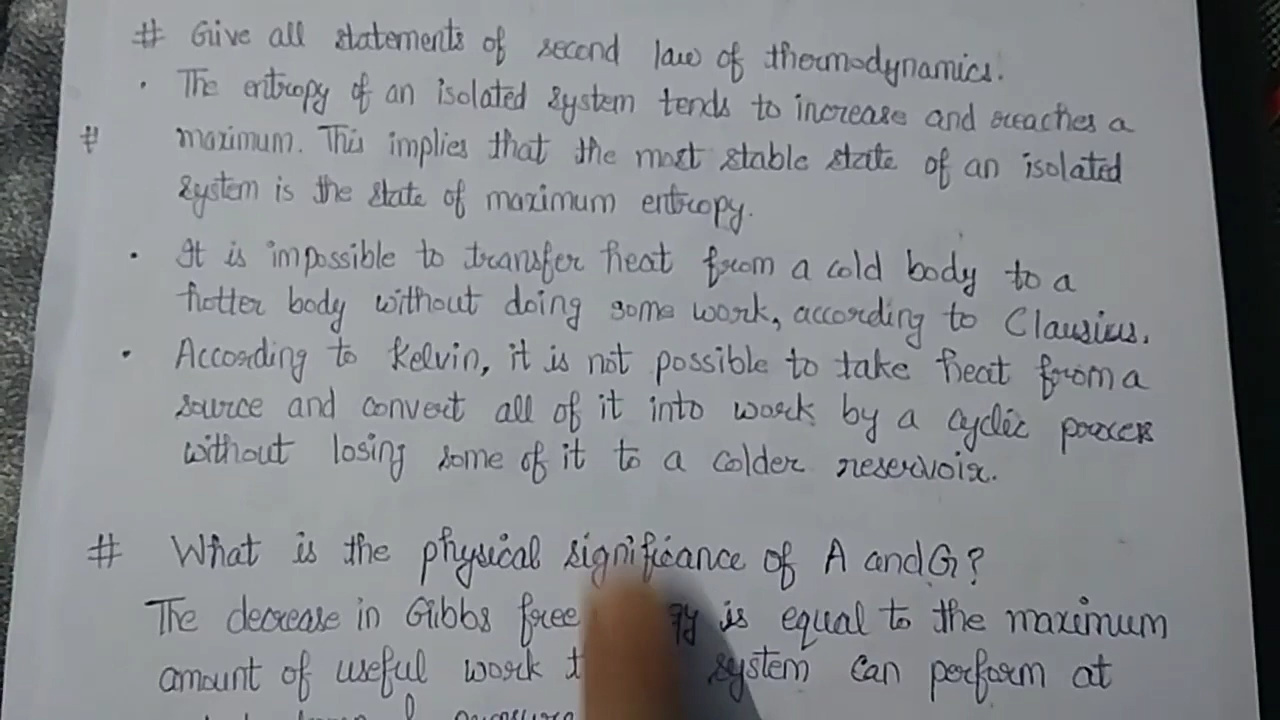 # Give all statements of second law of thermodynamics.
• The entropy of an isolated system tends to increase and reaches a
# maximum. This implies that the most stable state of an isolated
system is the state of maximum entropy.
• It is impossible to transfer heat from a cold body to a
hotter body without doing some work, according to Clausius.
• According to Kelvin, it is not possible to take heat from a
source and convert all of it into work by a cyclic process
without losing some of it to a colder reservoir.
# What is the physical significance of A and G?
The decrease in Gibbs free is equal to the maximum
amount of useful work system can perform at